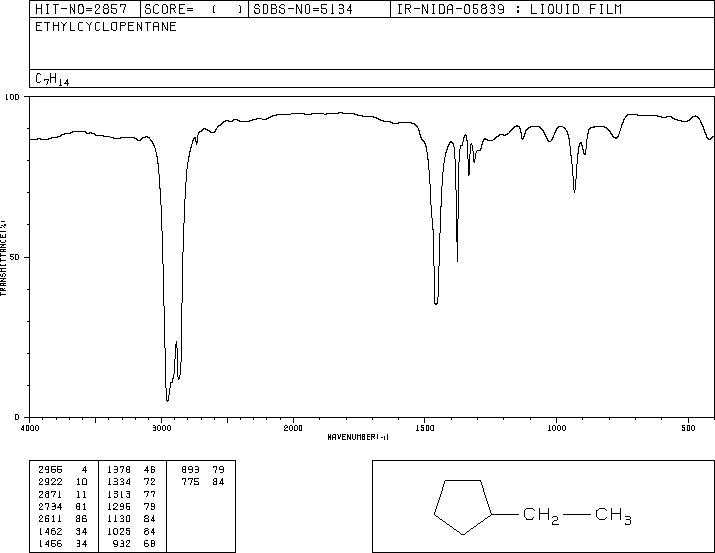 HIT-NO=2857 SCORE= ( ) SDBS-NO=5134 IR-NIDA-05839 : LIQUID FILM
ETHYLCYCLOPENTANE
C7H14
100
50
0
TRANSMITTANCE(%)
4000 3000 2000 1500 1000 500
WAVENUMBER(-1)
2956 4 1378 46 893 79
2922 10 1334 72 775 84
2871 11 1313 77
2734 81 1296 79
2611 86 1130 84
1462 34 1025 84
1456 34 932 68
CH2 CH3